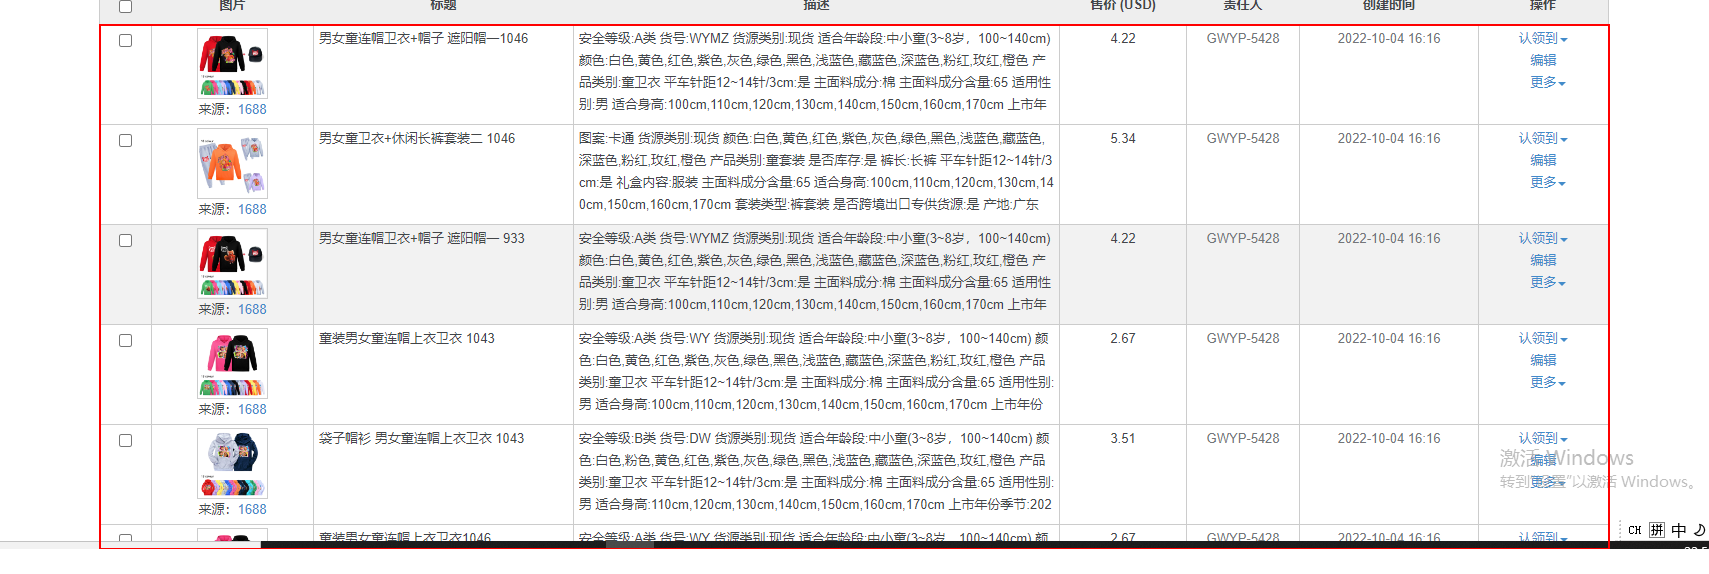 图片 标题 描述 售价 (USD) 责任人 创建时间 操作
男女童连帽卫衣+帽子 遮阳帽一1046
安全等级:A类 货号:WYMZ 货源类别:现货 适合年龄段:中小童(3~8岁，100~140cm)
颜色:白色,黄色,红色,紫色,灰色,绿色,黑色,浅蓝色,藏蓝色,深蓝色,粉红,玫红,橙色 产
品类别:童卫衣 平车针距12~14针/3cm:是 主面料成分:棉 主面料成分含量:65 适用性
别:男 适合身高:100cm,110cm,120cm,130cm,140cm,150cm,160cm,170cm 上市年
4.22
GWYP-5428
2022-10-04 16:16
认领到
编辑
更多
来源：1688
男女童卫衣+休闲长裤套装二 1046
图案:卡通 货源类别:现货 颜色:白色,黄色,红色,紫色,灰色,绿色,黑色,浅蓝色,藏蓝色,
深蓝色,粉红,玫红,橙色 产品类别:童套装 是否库存:是 裤长:长裤 平车针距12~14针/3
cm:是 礼盒内容:服装 主面料成分含量:65 适合身高:100cm,110cm,120cm,130cm,14
0cm,150cm,160cm,170cm 套装类型:裤套装 是否跨境出口专供货源:是 产地:广东
5.34
GWYP-5428
2022-10-04 16:16
认领到
编辑
更多
来源：1688
男女童连帽卫衣+帽子 遮阳帽一 933
安全等级:A类 货号:WYMZ 货源类别:现货 适合年龄段:中小童(3~8岁，100~140cm)
颜色:白色,黄色,红色,紫色,灰色,绿色,黑色,浅蓝色,藏蓝色,深蓝色,粉红,玫红,橙色 产
品类别:童卫衣 平车针距12~14针/3cm:是 主面料成分:棉 主面料成分含量:65 适用性
别:男 适合身高:100cm,110cm,120cm,130cm,140cm,150cm,160cm,170cm 上市年
4.22
GWYP-5428
2022-10-04 16:16
认领到
编辑
更多
来源：1688
童装男女童连帽上衣卫衣 1043
安全等级:A类 货号:WY 货源类别:现货 适合年龄段:中小童(3~8岁，100~140cm) 颜
色:白色,黄色,红色,紫色,灰色,绿色,黑色,浅蓝色,藏蓝色,深蓝色,粉红,玫红,橙色 产品
类别:童卫衣 平车针距12~14针/3cm:是 主面料成分:棉 主面料成分含量:65 适用性别:
男 适合身高:100cm,110cm,120cm,130cm,140cm,150cm,160cm,170cm 上市年份
2.67
GWYP-5428
2022-10-04 16:16
认领到
编辑
更多
来源：1688
袋子帽衫 男女童连帽上衣卫衣 1043
安全等级:B类 货号:DW 货源类别:现货 适合年龄段:中小童(3~8岁，100~140cm) 颜
色:白色,粉色,黄色,红色,紫色,灰色,绿色,黑色,浅蓝色,藏蓝色,深蓝色,玫红,橙色 产品
类别:童卫衣 平车针距12~14针/3cm:是 主面料成分:棉 主面料成分含量:65 适用性别:
男 适合身高:110cm,120cm,130cm,140cm,150cm,160cm,170cm 上市年份季节:202
3.51
GWYP-5428
2022-10-04 16:16
认领到
编辑
更多
来源：1688
激活 Windows
转到"设置"以激活 Windows。
童装男女童连帽上衣卫衣1046
安全等级:A类 货号:WY 货源类别:现货 适合年龄段:中小童(3~8岁，100~140cm) 颜
2.67
GWYP-5428
2022-10-04 16:16
认领到
CH 拼 中